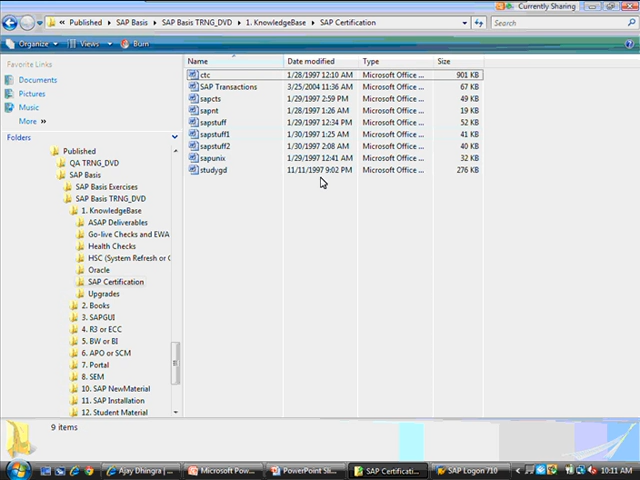 Currently Sharing
« Published ▸ SAP Basis ▸ SAP Basis TRNG_DVD ▸ 1. KnowledgeBase ▸ SAP Certification
Search
Organize Views Burn
Favorite Links
Documents
Pictures
Music
More »
Folders
Published
QA TRNG_DVD
SAP Basis
SAP Basis Exercises
SAP Basis TRNG_DVD
1. KnowledgeBase
ASAP Deliverables
Go-live Checks and EWA
Health Checks
HSC (System Refresh or C
Oracle
SAP Certification
Upgrades
2. Books
3. SAPGUI
4. R3 or ECC
5. BW or BI
6. APO or SCM
7. Portal
8. SEM
10. SAP NewMaterial
11. SAP Installation
12. Student Material
Name Date modified Type Size
ctc 1/28/1997 12:10 AM Microsoft Office ... 901 KB
SAP Transactions 3/25/2004 11:36 AM Microsoft Office ... 67 KB
sapcts 1/29/1997 2:59 PM Microsoft Office ... 49 KB
sapnt 1/28/1997 1:26 AM Microsoft Office ... 19 KB
sapstuff 1/29/1997 12:34 PM Microsoft Office ... 52 KB
sapstuff1 1/30/1997 1:25 AM Microsoft Office ... 41 KB
sapstuff2 1/30/1997 2:08 AM Microsoft Office ... 40 KB
sapunix 1/29/1997 12:41 AM Microsoft Office ... 32 KB
studygd 11/11/1997 9:02 PM Microsoft Office ... 276 KB
9 items
Start Ajay Dhingra (... Microsoft Pow... PowerPoint Sli... SAP Certificati... SAP Logon 710 10:11 AM